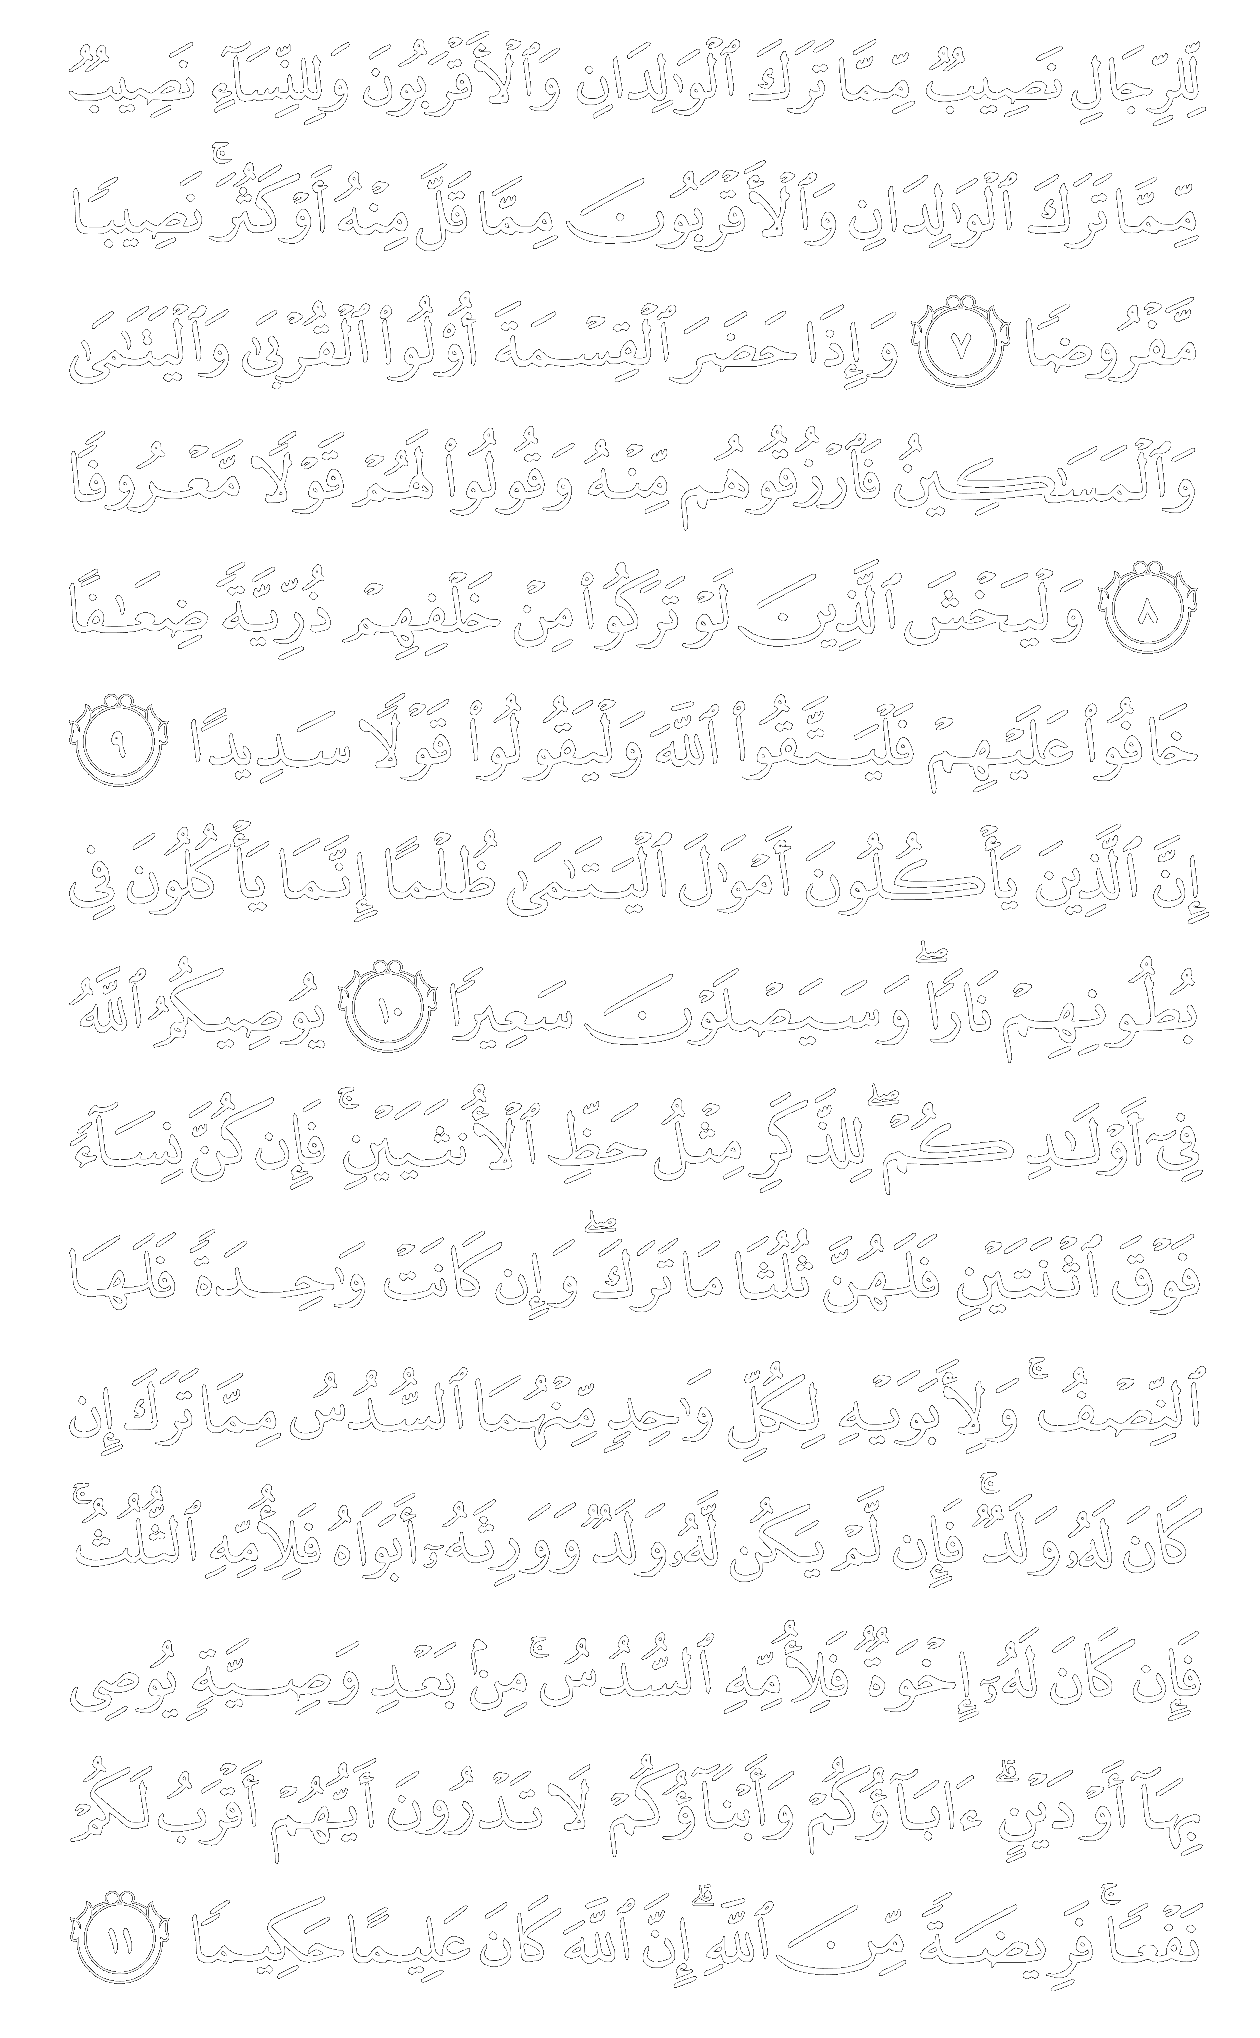 لِّلرِّجَالِ نَصِيبٌ مِّمَّا تَرَكَ ٱلْوَٰلِدَانِ وَٱلْأَقْرَبُونَ وَلِلنِّسَآءِ نَصِيبٌ
مِّمَّا تَرَكَ ٱلْوَٰلِدَانِ وَٱلْأَقْرَبُونَ مِمَّا قَلَّ مِنْهُ أَوْ كَثُرَ ۚ نَصِيبًا
مَّفْرُوضًا ٧ وَإِذَا حَضَرَ ٱلْقِسْمَةَ أُو۟لُوا۟ ٱلْقُرْبَىٰ وَٱلْيَتَٰمَىٰ
وَٱلْمَسَٰكِينُ فَٱرْزُقُوهُم مِّنْهُ وَقُولُوا۟ لَهُمْ قَوْلًا مَّعْرُوفًا
٨ وَلْيَخْشَ ٱلَّذِينَ لَوْ تَرَكُوا۟ مِنْ خَلْفِهِمْ ذُرِّيَّةً ضِعَٰفًا
خَافُوا۟ عَلَيْهِمْ فَلْيَتَّقُوا۟ ٱللَّهَ وَلْيَقُولُوا۟ قَوْلًا سَدِيدًا ٩
إِنَّ ٱلَّذِينَ يَأْكُلُونَ أَمْوَٰلَ ٱلْيَتَٰمَىٰ ظُلْمًا إِنَّمَا يَأْكُلُونَ فِى
بُطُونِهِمْ نَارًا ۖ وَسَيَصْلَوْنَ سَعِيرًا ١٠ يُوصِيكُمُ ٱللَّهُ
فِىٓ أَوْلَٰدِكُمْ ۖ لِلذَّكَرِ مِثْلُ حَظِّ ٱلْأُنثَيَيْنِ ۚ فَإِن كُنَّ نِسَآءً
فَوْقَ ٱثْنَتَيْنِ فَلَهُنَّ ثُلُثَا مَا تَرَكَ ۖ وَإِن كَانَتْ وَٰحِدَةً فَلَهَا
ٱلنِّصْفُ ۚ وَلِأَبَوَيْهِ لِكُلِّ وَٰحِدٍ مِّنْهُمَا ٱلسُّدُسُ مِمَّا تَرَكَ إِن
كَانَ لَهُۥ وَلَدٌ ۚ فَإِن لَّمْ يَكُن لَّهُۥ وَلَدٌ وَوَرِثَهُۥٓ أَبَوَاهُ فَلِأُمِّهِ ٱلثُّلُثُ ۚ
فَإِن كَانَ لَهُۥٓ إِخْوَةٌ فَلِأُمِّهِ ٱلسُّدُسُ ۚ مِنۢ بَعْدِ وَصِيَّةٍ يُوصِى
بِهَآ أَوْ دَيْنٍ ۗ ءَابَآؤُكُمْ وَأَبْنَآؤُكُمْ لَا تَدْرُونَ أَيُّهُمْ أَقْرَبُ لَكُمْ
نَفْعًا ۚ فَرِيضَةً مِّنَ ٱللَّهِ ۗ إِنَّ ٱللَّهَ كَانَ عَلِيمًا حَكِيمًا ١١